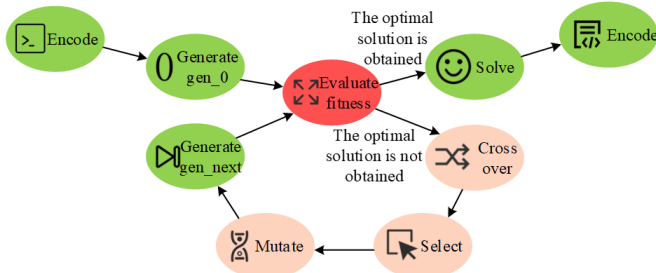 Encode
0 Generate
gen_0
Evaluate
fitness
The optimal
solution is
obtained
Solve
Encode
The optimal
solution is not
obtained
Cross
over
Select
Mutate
Generate
gen_next